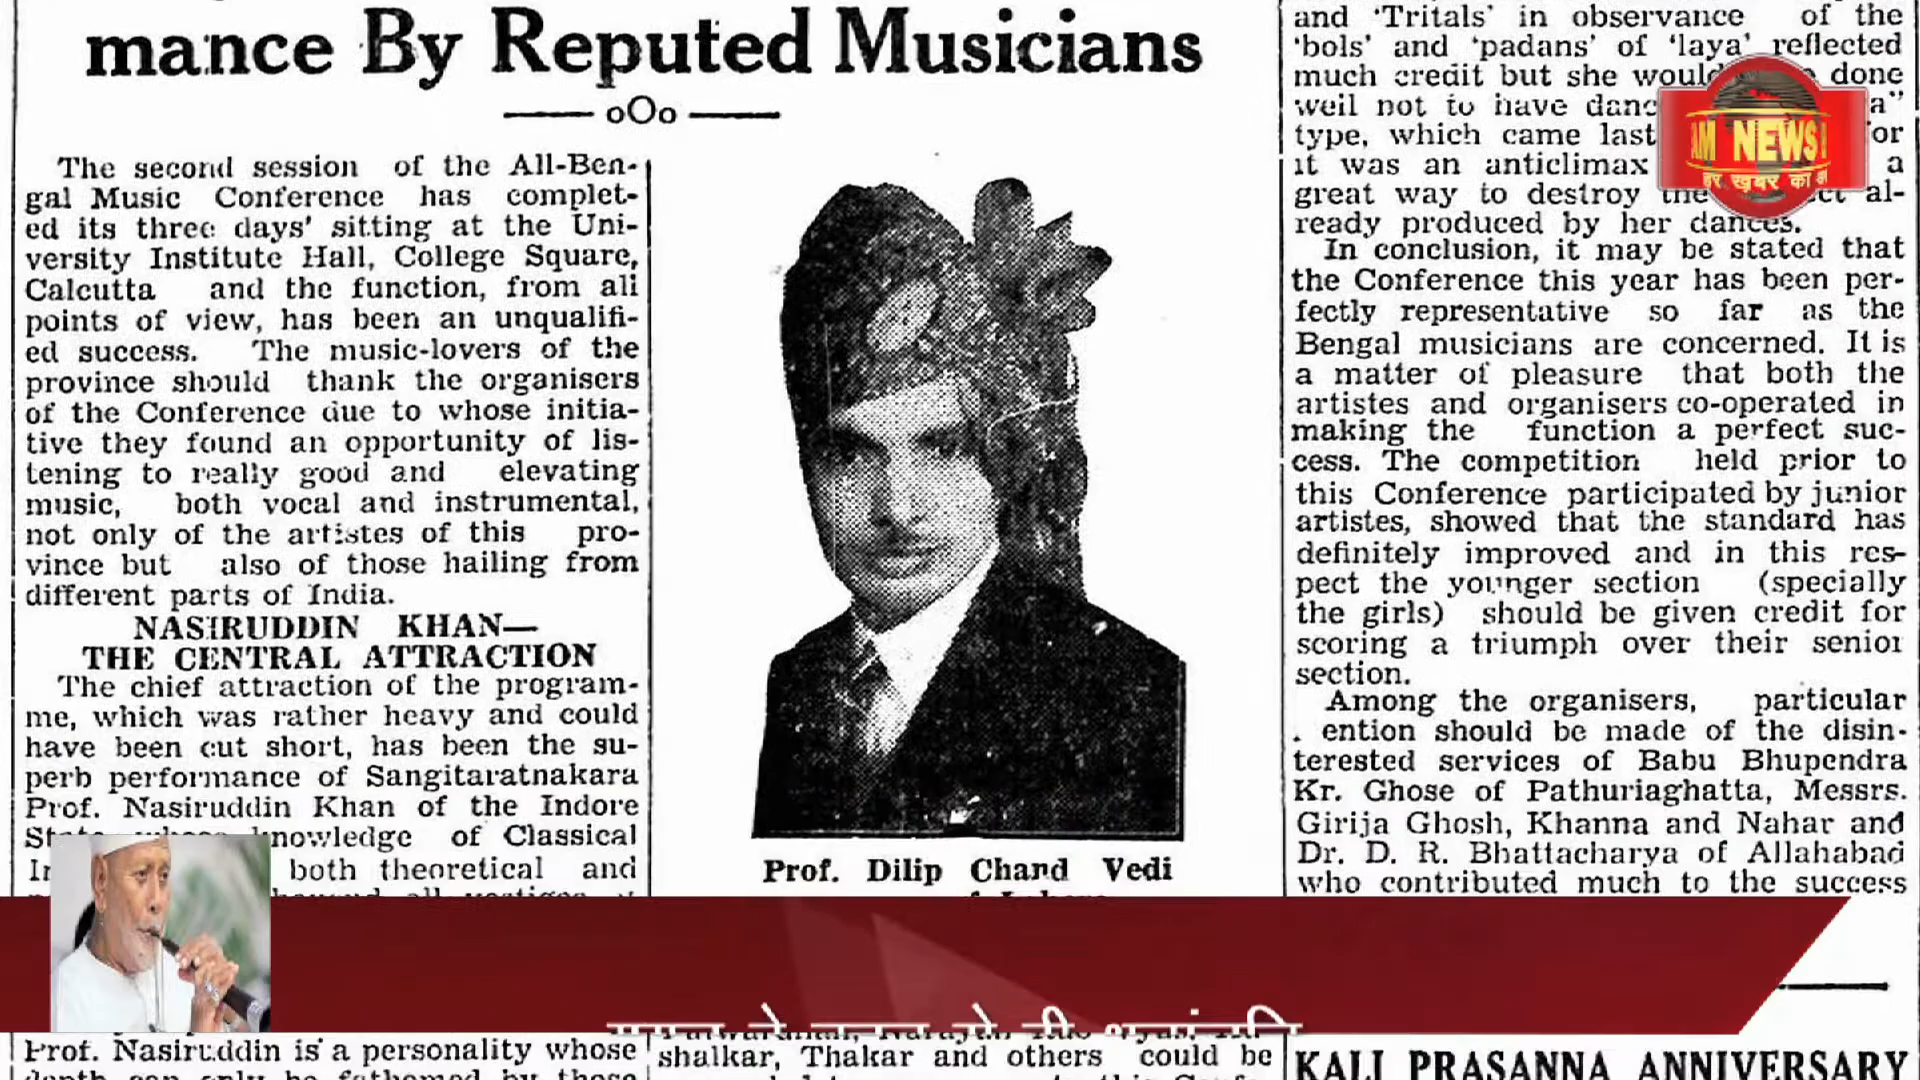 mance By Reputed Musicians
oOo
The second session of the All-Ben-
gal Music Conference has complet-
ed its three days' sitting at the Uni-
versity Institute Hall, College Square,
Calcutta and the function, from all
points of view, has been an unqualifi-
ed success. The music-lovers of the
province should thank the organisers
of the Conference due to whose initia-
tive they found an opportunity of lis-
tening to really good and elevating
music, both vocal and instrumental,
not only of the artistes of this pro-
vince but also of those hailing from
different parts of India.
NASIRUDDIN KHAN—
THE CENTRAL ATTRACTION
The chief attraction of the program-
me, which was rather heavy and could
have been cut short, has been the su-
perb performance of Sangitaratnakara
Prof. Nasiruddin Khan of the Indore
knowledge of Classical
both theoretical and
Prof. Nasiruddin is a personality whose
Prof. Dilip Chand Vedi
shalkar, Thakar and others could be
and 'Tritals' in observance of the
'bols' and 'padans' of 'laya' reflected
much credit but she would done
well not to have danc a"
type, which came last for
it was an anticlimax a
great way to destroy the al-
ready produced by her dances.
In conclusion, it may be stated that
the Conference this year has been per-
fectly representative so far as the
Bengal musicians are concerned. It is
a matter of pleasure that both the
artistes and organisers co-operated in
making the function a perfect suc-
cess. The competition held prior to
this Conference participated by junior
artistes, showed that the standard has
definitely improved and in this res-
pect the younger section (specially
the girls) should be given credit for
scoring a triumph over their senior
section.
Among the organisers, particular
ention should be made of the disin-
terested services of Babu Bhupendra
Kr. Ghose of Pathuriaghatta, Messrs.
Girija Ghosh, Khanna and Nahar and
Dr. D. R. Bhattacharya of Allahabad
who contributed much to the success
KALI PRASANNA ANNIVERSARY
AM NEWS
हर ख़बर का